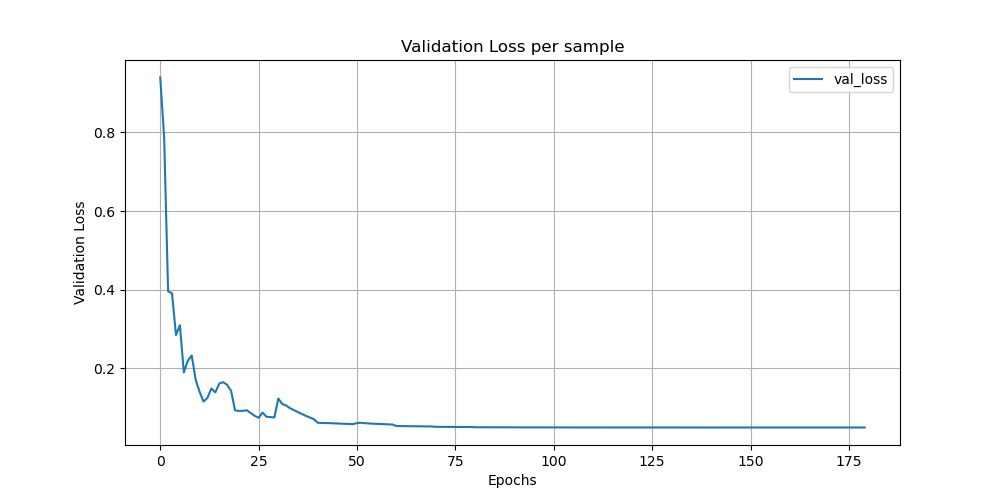 Validation Loss per sample
val_loss
Validation Loss
0.8
0.6
0.4
0.2
0 25 50 75 100 125 150 175
Epochs